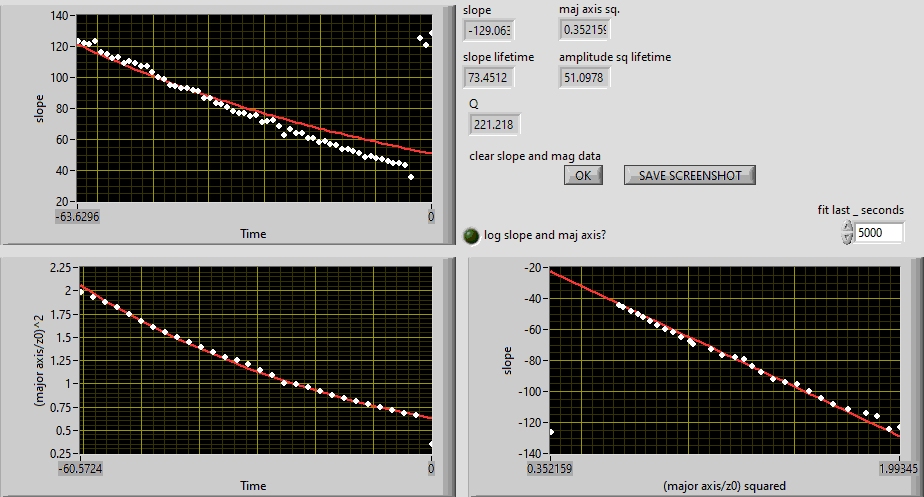 slope
-129.063
maj axis sq.
0.352159
slope lifetime
73.4512
amplitude sq lifetime
51.0978
Q
221.218
clear slope and mag data
OK
SAVE SCREENSHOT
fit last _ seconds
5000
log slope and maj axis?
140
120
100
80
60
40
20
slope
-63.6296
0
Time
2.25
2
1.75
1.5
1.25
1
0.75
0.5
0.25
(major axis/z0)^2
-60.5724
0
Time
-20
-40
-60
-80
-100
-120
-140
slope
0.352159
1.99345
(major axis/z0) squared